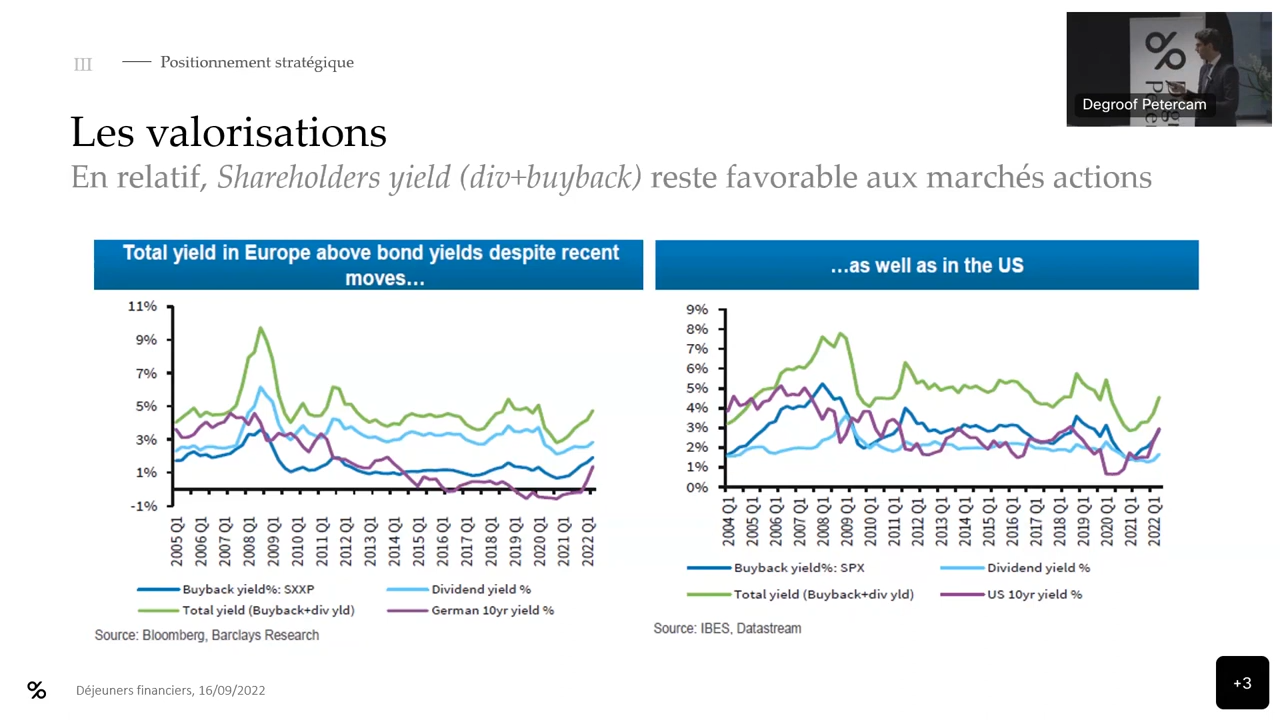 III
Positionnement stratégique
Degroof Petercam
Les valorisations
En relatif, Shareholders yield (div+buyback) reste favorable aux marchés actions
Total yield in Europe above bond yields despite recent
moves…
11%
9%
7%
5%
3%
1%
-1%
2005 Q1
2006 Q1
2007 Q1
2008 Q1
2009 Q1
2010 Q1
2011 Q1
2012 Q1
2013 Q1
2014 Q1
2015 Q1
2016 Q1
2017 Q1
2018 Q1
2019 Q1
2020 Q1
2021 Q1
2022 Q1
Buyback yield%: SXXP
Dividend yield %
Total yield (Buyback+div yld)
German 10yr yield %
Source: Bloomberg, Barclays Research
…as well as in the US
9%
8%
7%
6%
5%
4%
3%
2%
1%
0%
2004 Q1
2005 Q1
2006 Q1
2007 Q1
2008 Q1
2009 Q1
2010 Q1
2011 Q1
2012 Q1
2013 Q1
2014 Q1
2015 Q1
2016 Q1
2017 Q1
2018 Q1
2019 Q1
2020 Q1
2021 Q1
2022 Q1
Buyback yield%: SPX
Dividend yield %
Total yield (Buyback+div yld)
US 10yr yield %
Source: IBES, Datastream
Déjeuners financiers, 16/09/2022
+3